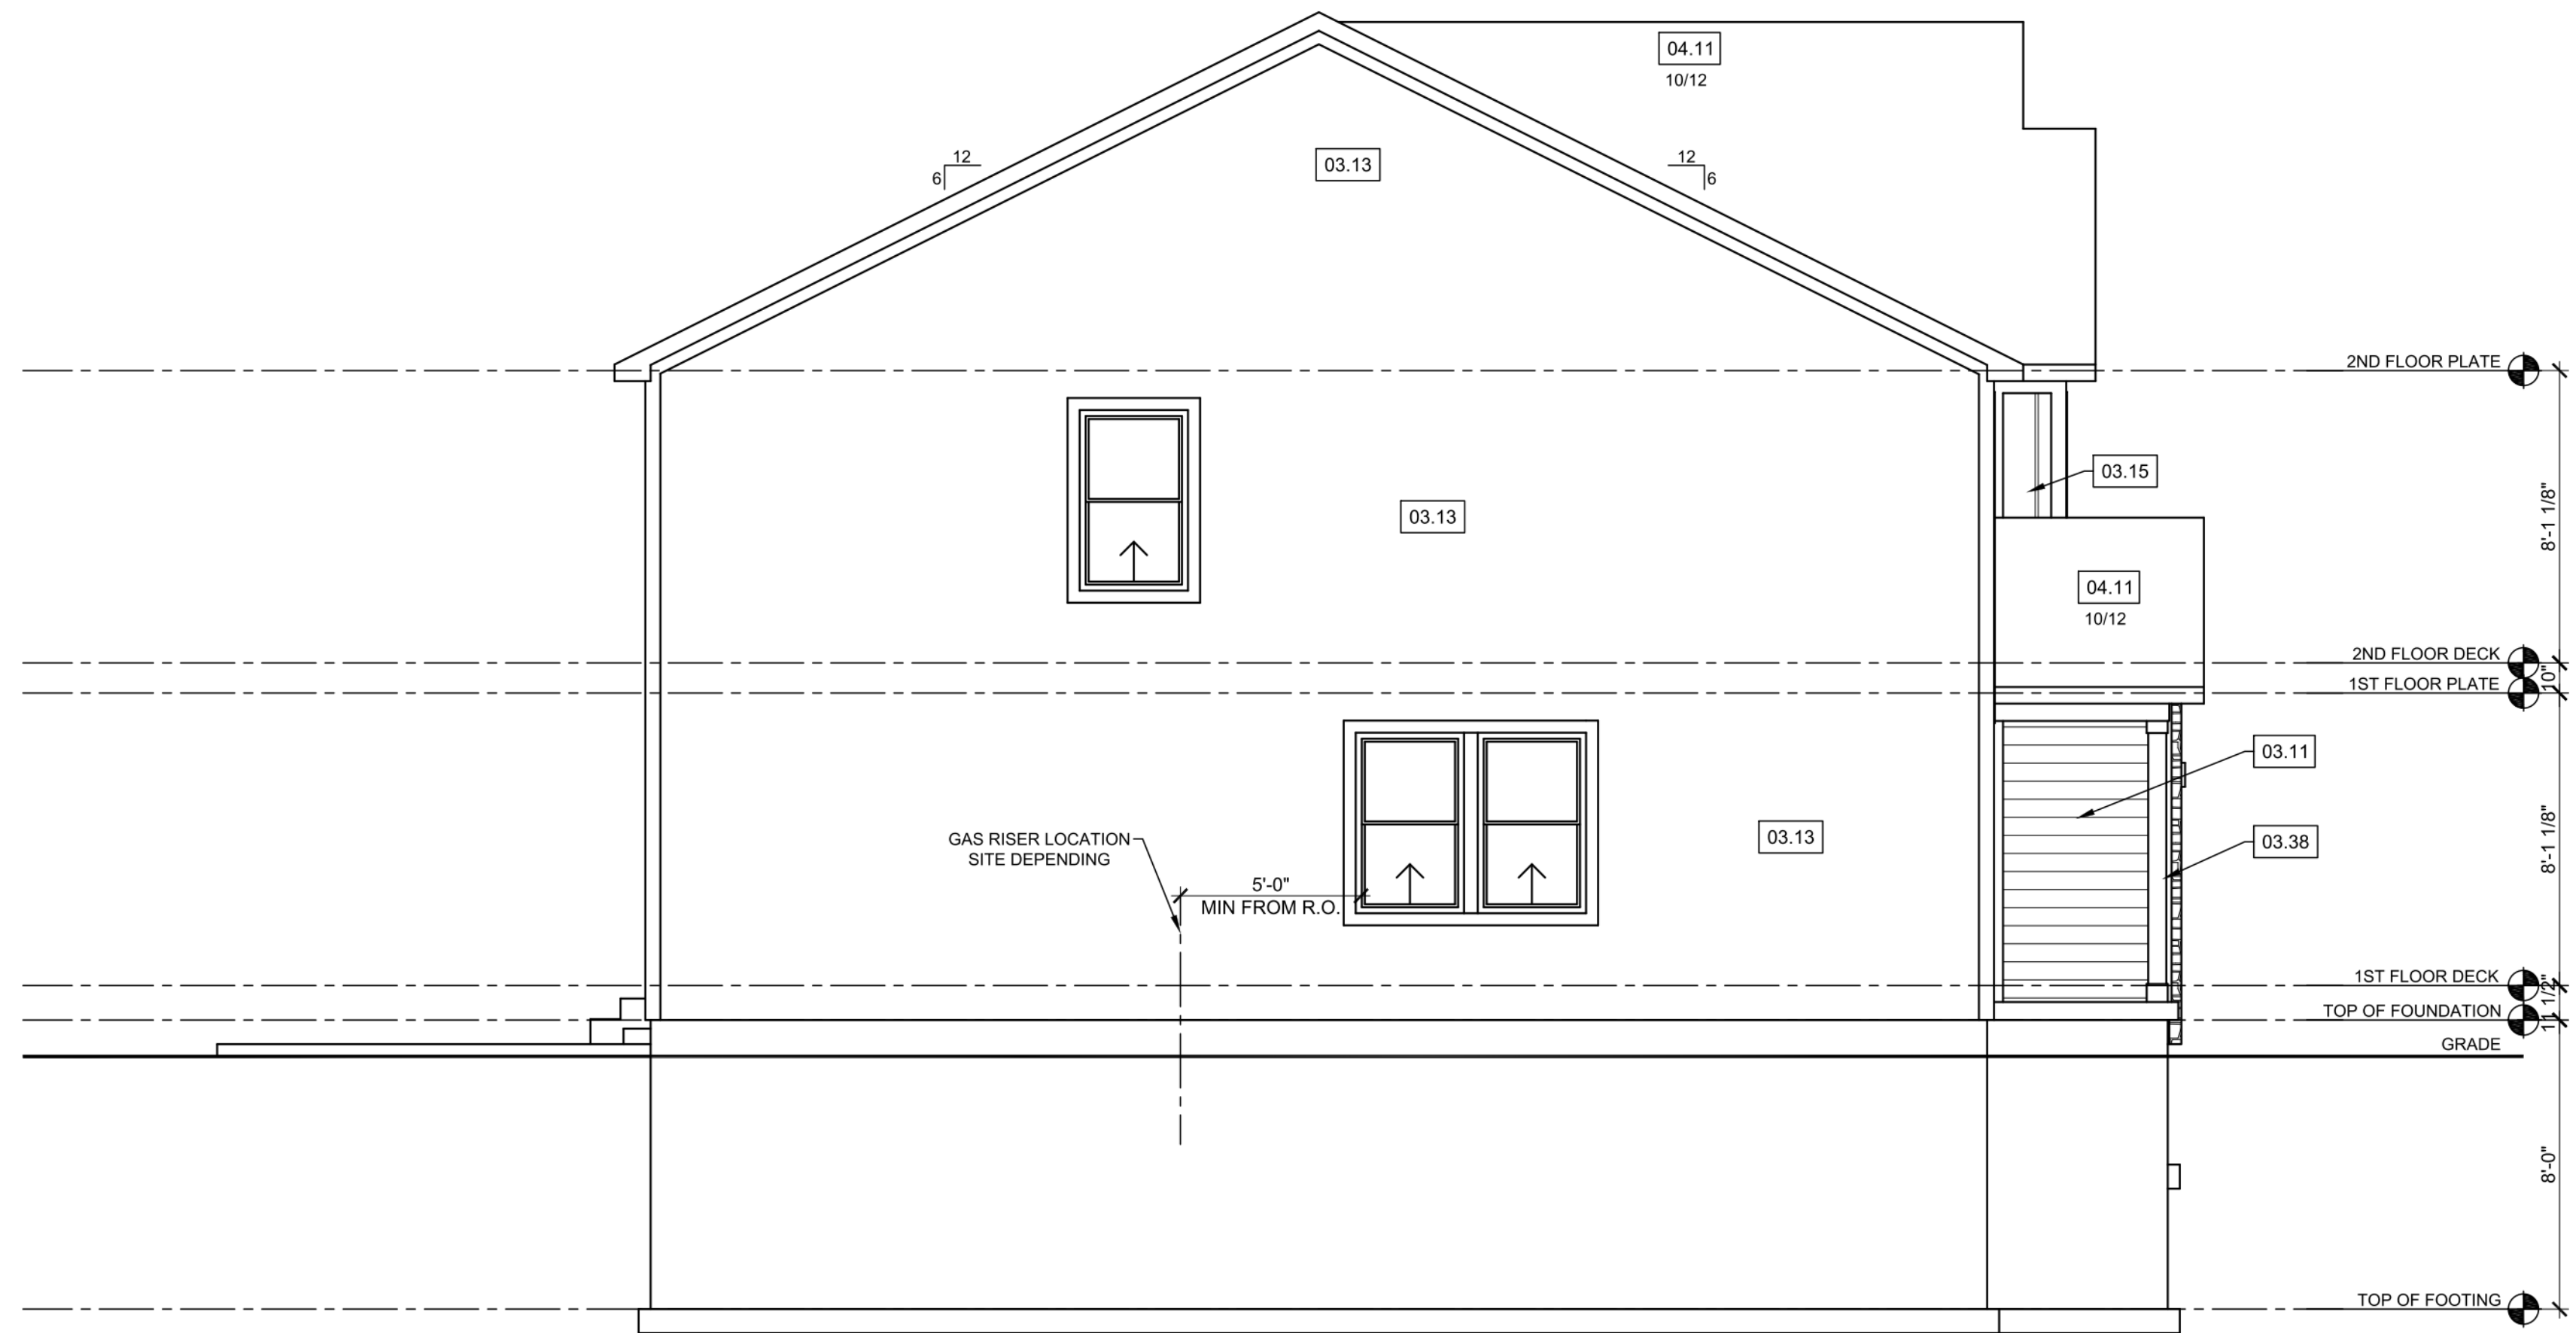 04.11
10/12
03.13
12
6
12
6
2ND FLOOR PLATE
03.15
03.13
8'-1 1/8"
04.11
10/12
2ND FLOOR DECK
10"
1ST FLOOR PLATE
03.11
8'-1 1/8"
GAS RISER LOCATION
SITE DEPENDING
03.13
03.38
5'-0"
MIN FROM R.O.
1ST FLOOR DECK
11 1/2"
TOP OF FOUNDATION
GRADE
8'-0"
TOP OF FOOTING